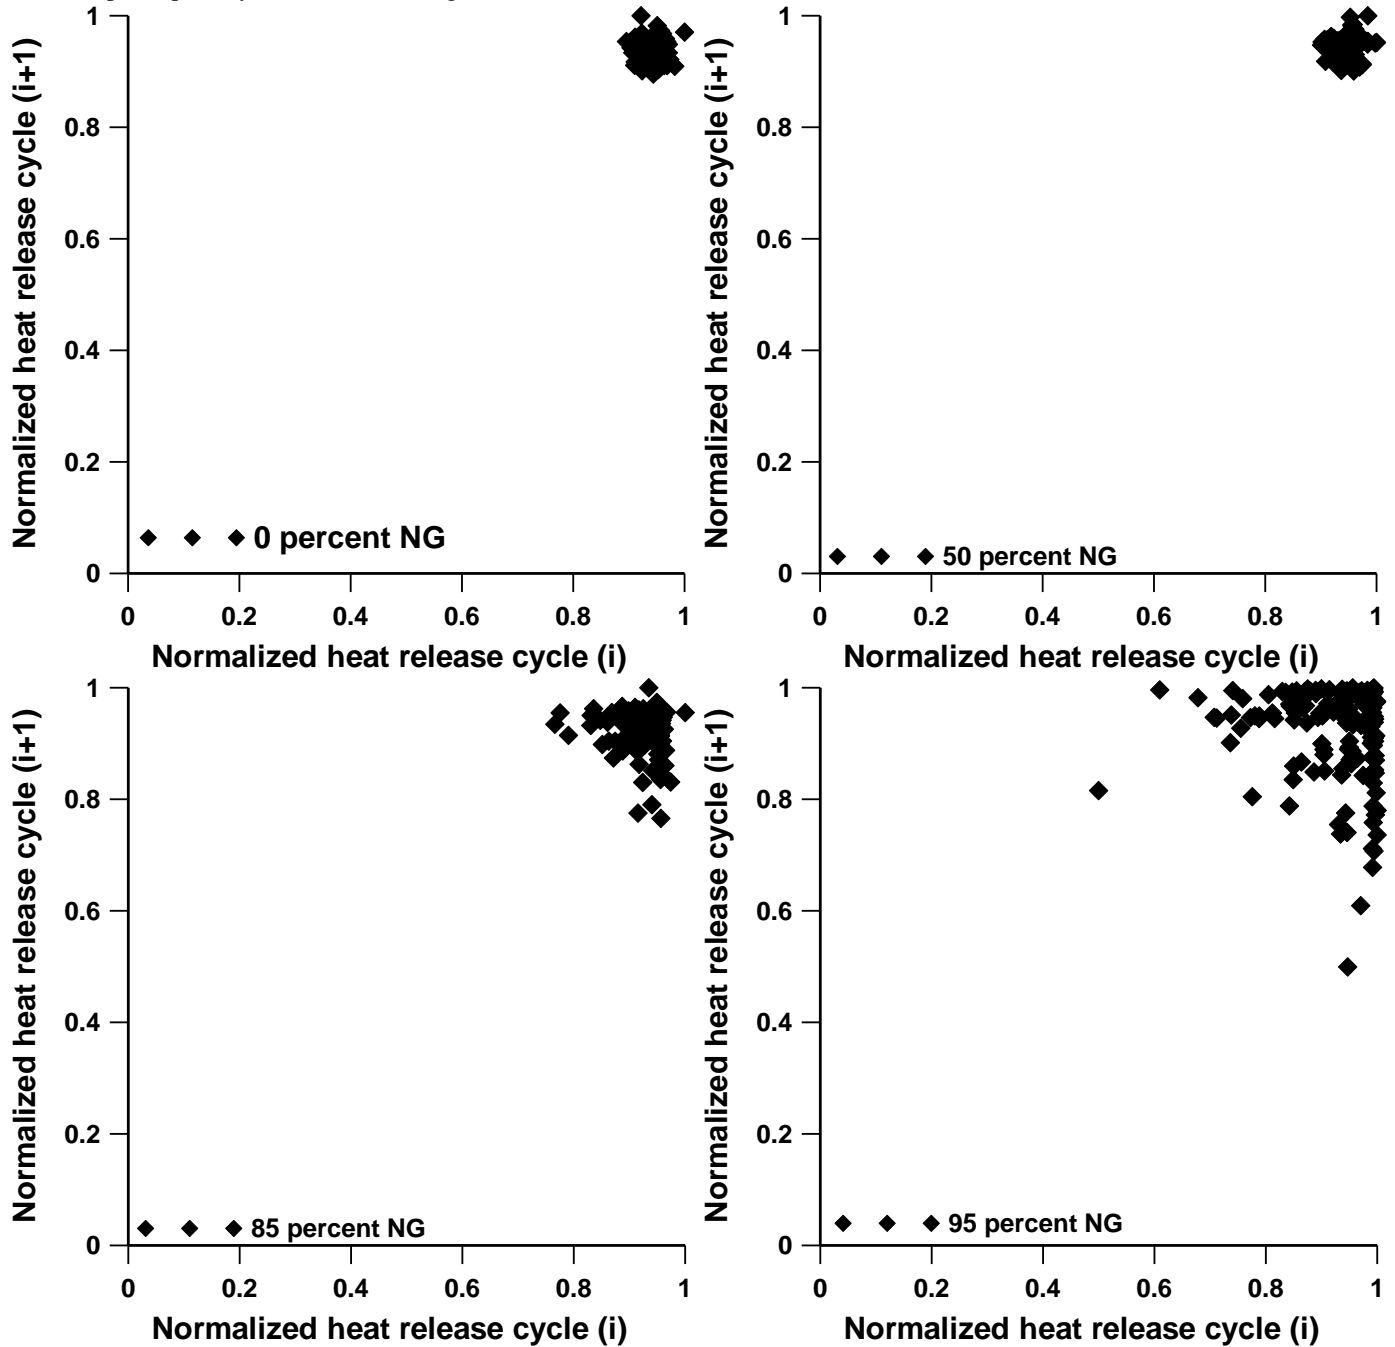 1
0.8
0.6
0.4
0.2
0
Normalized heat release cycle (i+1)
0 percent NG
0 0.2 0.4 0.6 0.8 1
Normalized heat release cycle (i)
1
0.8
0.6
0.4
0.2
0
Normalized heat release cycle (i+1)
50 percent NG
0 0.2 0.4 0.6 0.8 1
Normalized heat release cycle (i)
1
0.8
0.6
0.4
0.2
0
Normalized heat release cycle (i+1)
85 percent NG
0 0.2 0.4 0.6 0.8 1
Normalized heat release cycle (i)
1
0.8
0.6
0.4
0.2
0
Normalized heat release cycle (i+1)
95 percent NG
0 0.2 0.4 0.6 0.8 1
Normalized heat release cycle (i)